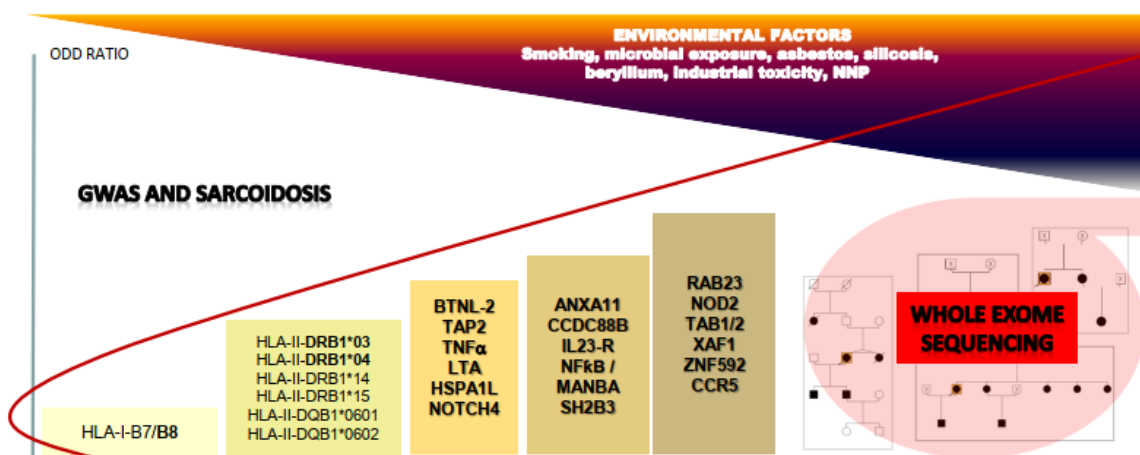 ENVIRONMENTAL FACTORS
Smoking, microbial exposure, asbestos, silicosis,
beryllium, industrial toxicity, NNP
ODD RATIO
GWAS AND SARCOIDOSIS
HLA-I-B7/B8
HLA-II-DRB1*03
HLA-II-DRB1*04
HLA-II-DRB1*14
HLA-II-DRB1*15
HLA-II-DQB1*0601
HLA-II-DQB1*0602
BTNL-2
TAP2
TNFα
LTA
HSPA1L
NOTCH4
ANXA11
CCDC88B
IL23-R
NFkB /
MANBA
SH2B3
RAB23
NOD2
TAB1/2
XAF1
ZNF592
CCR5
X
X
X
X
X
X
WHOLE EXOME
SEQUENCING